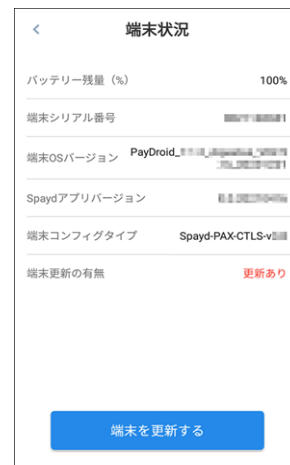 端末状況
バッテリー残量（%） 100%
端末シリアル番号
端末OSバージョン PayDroid_
Spaydアプリバージョン
端末コンフィグタイプ Spayd-PAX-CTLS-v
端末更新の有無 更新あり
端末を更新する